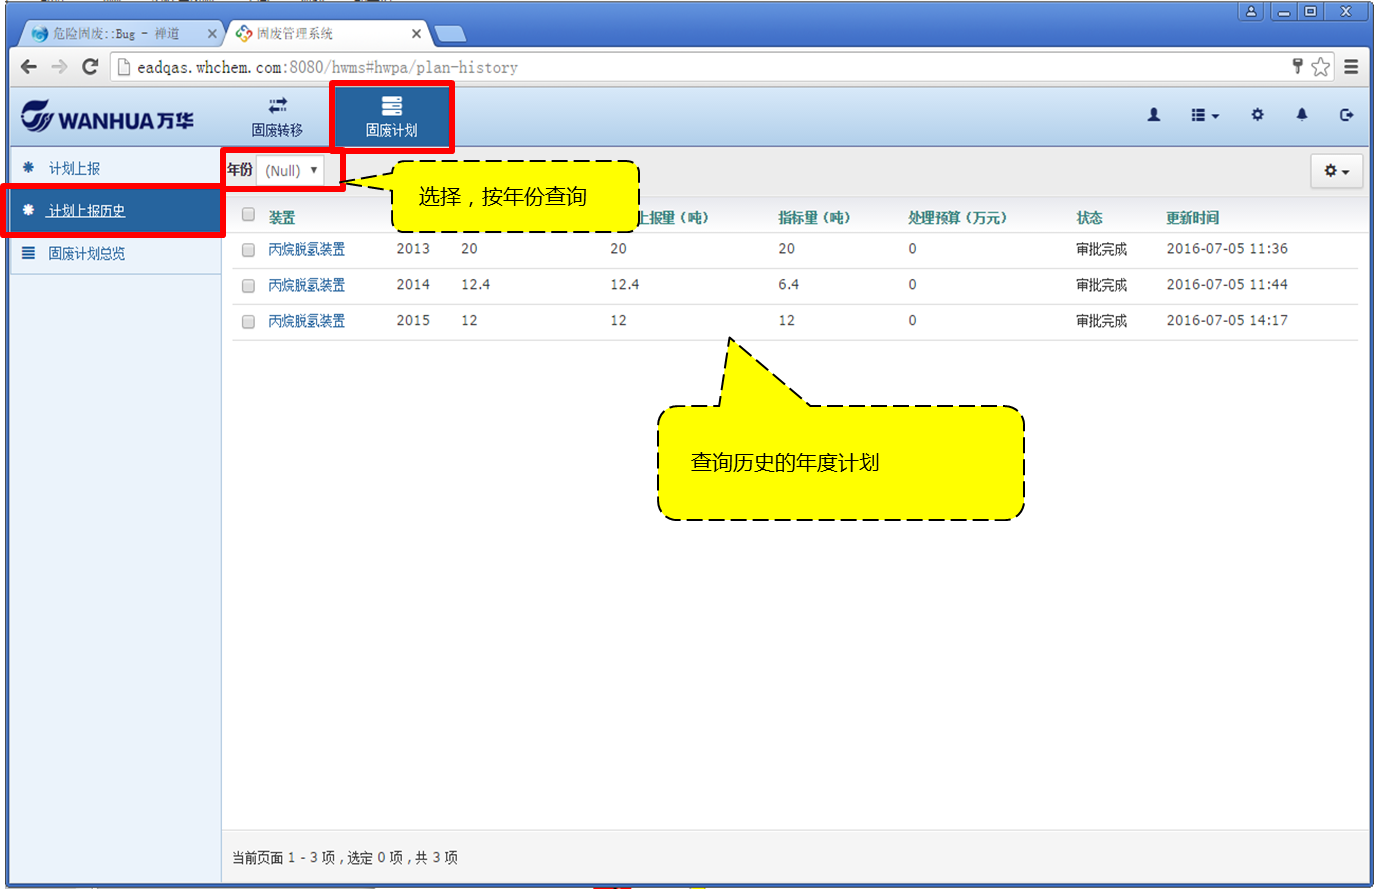 危险固废::Bug - 禅道
固废管理系统
eadqas.whchem.com:8080/hwms#hwpa/plan-history
WANHUA万华
固废转移
固废计划
计划上报
计划上报历史
固废计划总览
年份 (Null)
选择，按年份查询
装置 上报量（吨） 指标量（吨） 处理预算（万元） 状态 更新时间
丙烷脱氢装置 2013 20 20 20 0 审批完成 2016-07-05 11:36
丙烷脱氢装置 2014 12.4 12.4 6.4 0 审批完成 2016-07-05 11:44
丙烷脱氢装置 2015 12 12 12 0 审批完成 2016-07-05 14:17
查询历史的年度计划
当前页面 1 - 3 项，选定 0 项，共 3 项